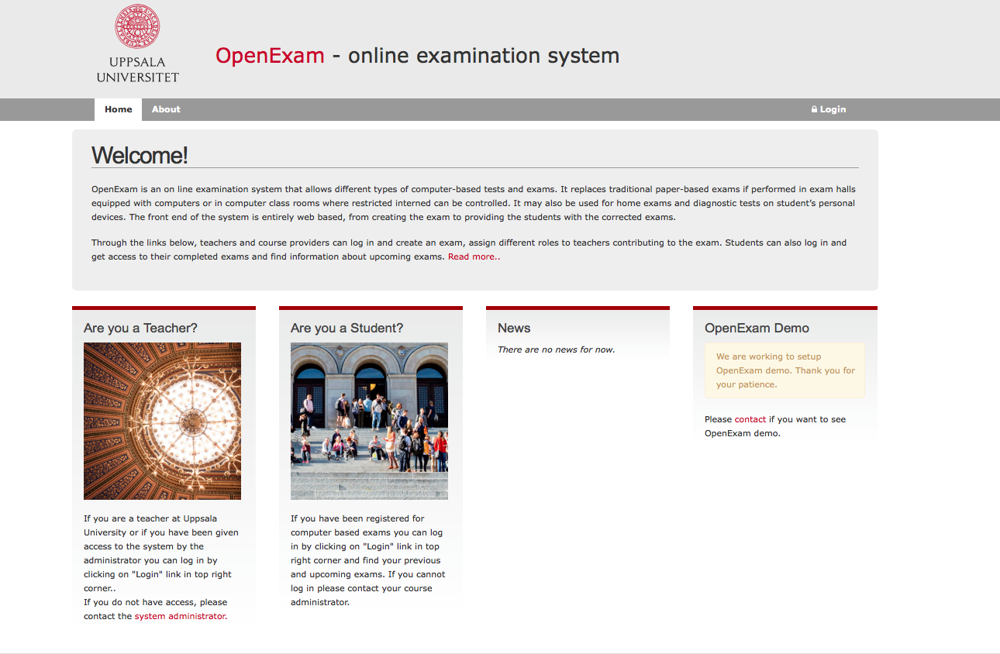 UPPSALA
UNIVERSITET
OpenExam - online examination system
Home About Login
Welcome!
OpenExam is an on line examination system that allows different types of computer-based tests and exams. It replaces traditional paper-based exams if performed in exam halls
equipped with computers or in computer class rooms where restricted interned can be controlled. It may also be used for home exams and diagnostic tests on student’s personal
devices. The front end of the system is entirely web based, from creating the exam to providing the students with the corrected exams.
Through the links below, teachers and course providers can log in and create an exam, assign different roles to teachers contributing to the exam. Students can also log in and
get access to their completed exams and find information about upcoming exams. Read more..
Are you a Teacher?
If you are a teacher at Uppsala
University or if you have been given
access to the system by the
administrator you can log in by
clicking on "Login" link in top right
corner..
If you do not have access, please
contact the system administrator.
Are you a Student?
If you have been registered for
computer based exams you can log
in by clicking on "Login" link in top
right corner and find your previous
and upcoming exams. If you cannot
log in please contact your course
administrator.
News
There are no news for now.
OpenExam Demo
We are working to setup
OpenExam demo. Thank you for
your patience.
Please contact if you want to see
OpenExam demo.